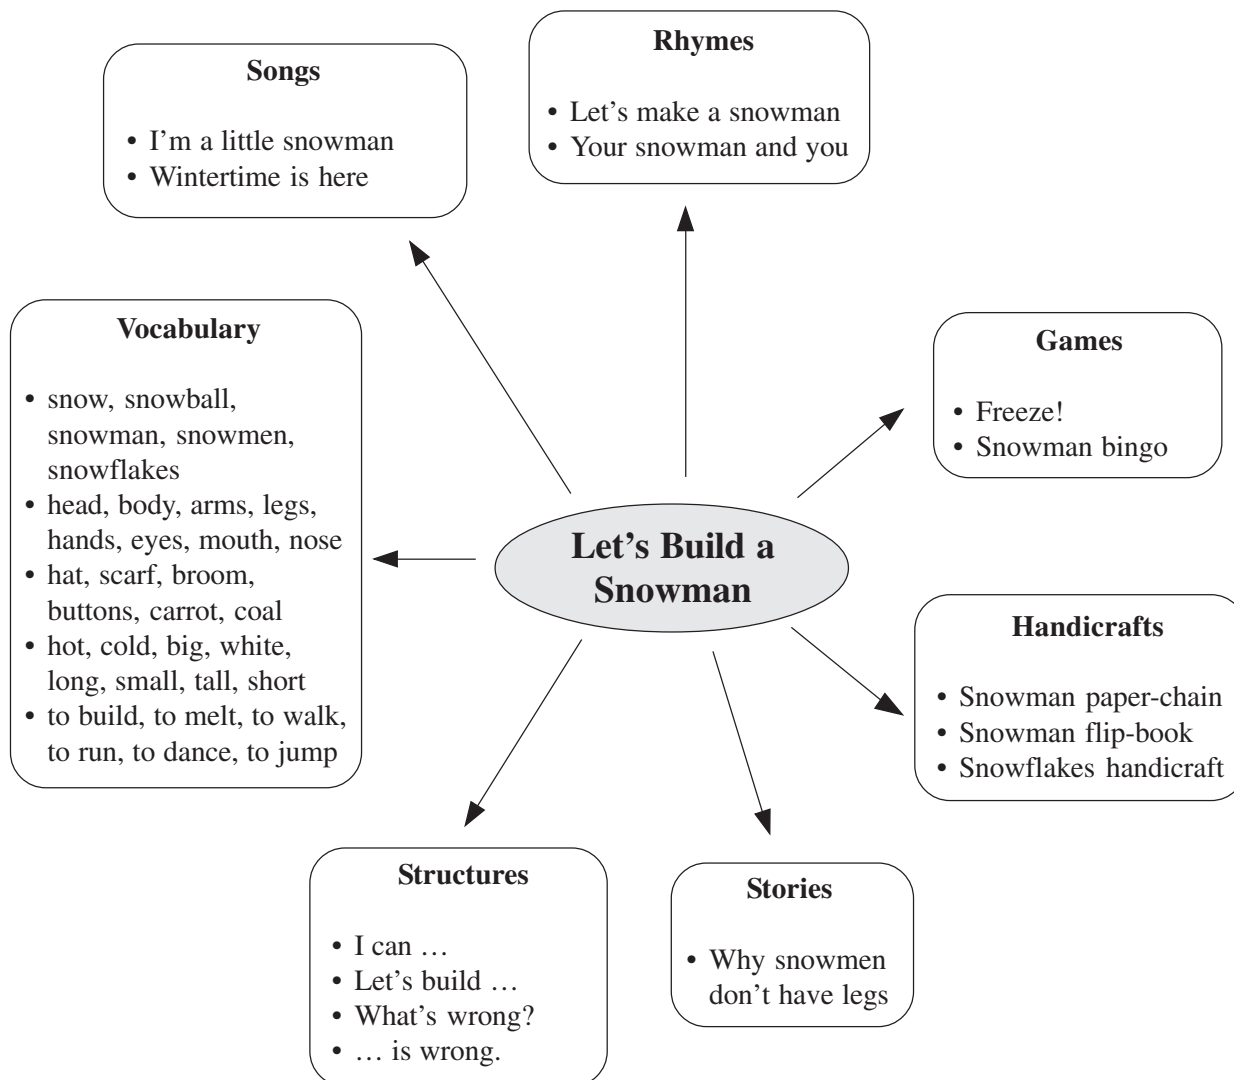 Songs
• I'm a little snowman
• Wintertime is here
Rhymes
• Let's make a snowman
• Your snowman and you
Vocabulary
• snow, snowball,
snowman, snowmen,
snowflakes
• head, body, arms, legs,
hands, eyes, mouth, nose
• hat, scarf, broom,
buttons, carrot, coal
• hot, cold, big, white,
long, small, tall, short
• to build, to melt, to walk,
to run, to dance, to jump
Games
• Freeze!
• Snowman bingo
Let's Build a
Snowman
Handicrafts
• Snowman paper-chain
• Snowman flip-book
• Snowflakes handicraft
Structures
• I can …
• Let's build …
• What's wrong?
• … is wrong.
Stories
• Why snowmen
don't have legs